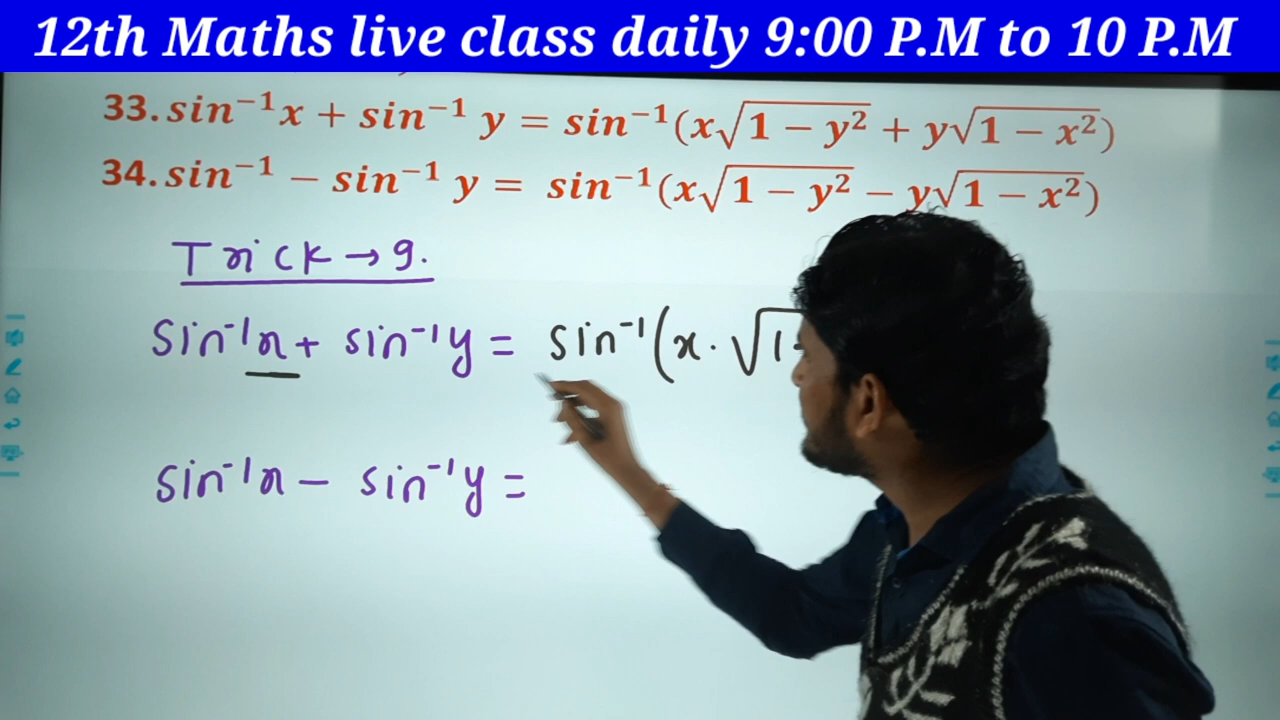 12th Maths live class daily 9:00 P.M to 10 P.M
33. sin⁻¹x + sin⁻¹ y = sin⁻¹(x√1 − y² + y√1 − x²)
34. sin⁻¹ − sin⁻¹ y = sin⁻¹(x√1 − y² − y√1 − x²)
Trick → 9.
Sin⁻¹x + sin⁻¹y = sin⁻¹(x · √1-
sin⁻¹x − sin⁻¹y =